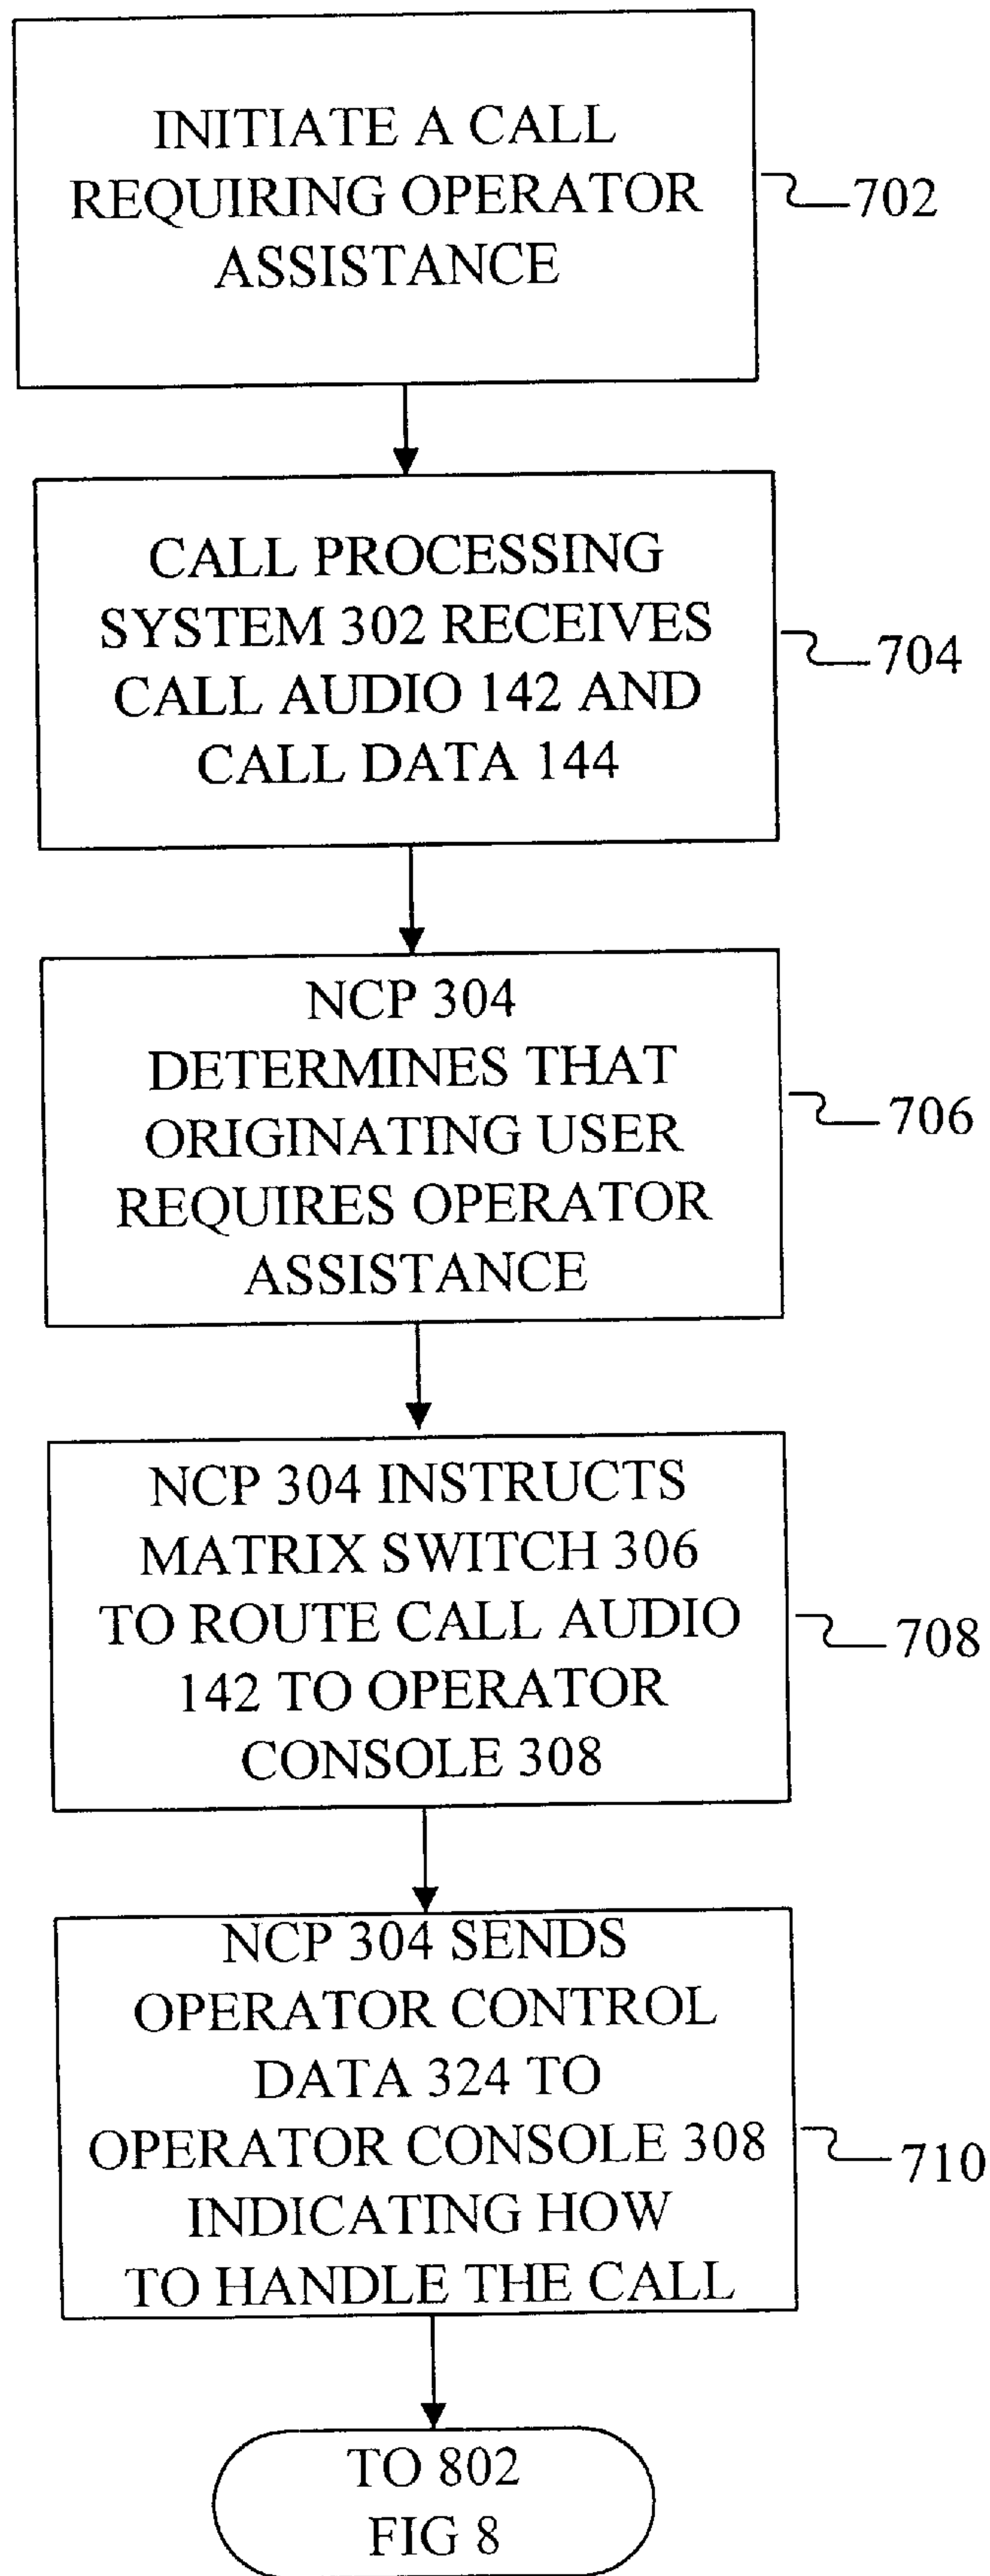 INITIATE A CALL
REQUIRING OPERATOR
ASSISTANCE
702
CALL PROCESSING
SYSTEM 302 RECEIVES
CALL AUDIO 142 AND
CALL DATA 144
704
NCP 304
DETERMINES THAT
ORIGINATING USER
REQUIRES OPERATOR
ASSISTANCE
706
NCP 304 INSTRUCTS
MATRIX SWITCH 306
TO ROUTE CALL AUDIO
142 TO OPERATOR
CONSOLE 308
708
NCP 304 SENDS
OPERATOR CONTROL
DATA 324 TO
OPERATOR CONSOLE 308
INDICATING HOW
TO HANDLE THE CALL
710
TO 802
FIG 8